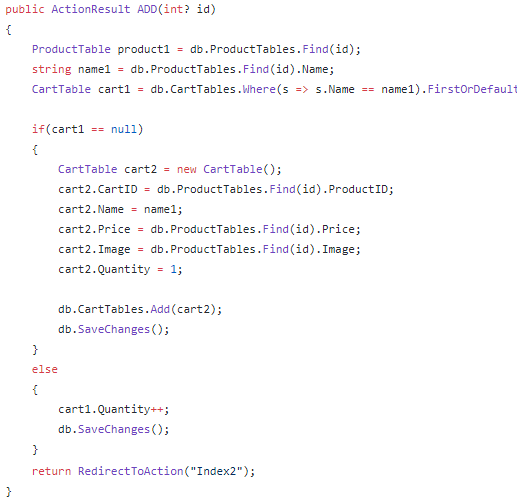 public ActionResult ADD(int? id)
{
    ProductTable product1 = db.ProductTables.Find(id);
    string name1 = db.ProductTables.Find(id).Name;
    CartTable cart1 = db.CartTables.Where(s => s.Name == name1).FirstOrDefault

    if(cart1 == null)
    {
        CartTable cart2 = new CartTable();
        cart2.CartID = db.ProductTables.Find(id).ProductID;
        cart2.Name = name1;
        cart2.Price = db.ProductTables.Find(id).Price;
        cart2.Image = db.ProductTables.Find(id).Image;
        cart2.Quantity = 1;

        db.CartTables.Add(cart2);
        db.SaveChanges();
    }
    else
    {
        cart1.Quantity++;
        db.SaveChanges();
    }
    return RedirectToAction("Index2");
}